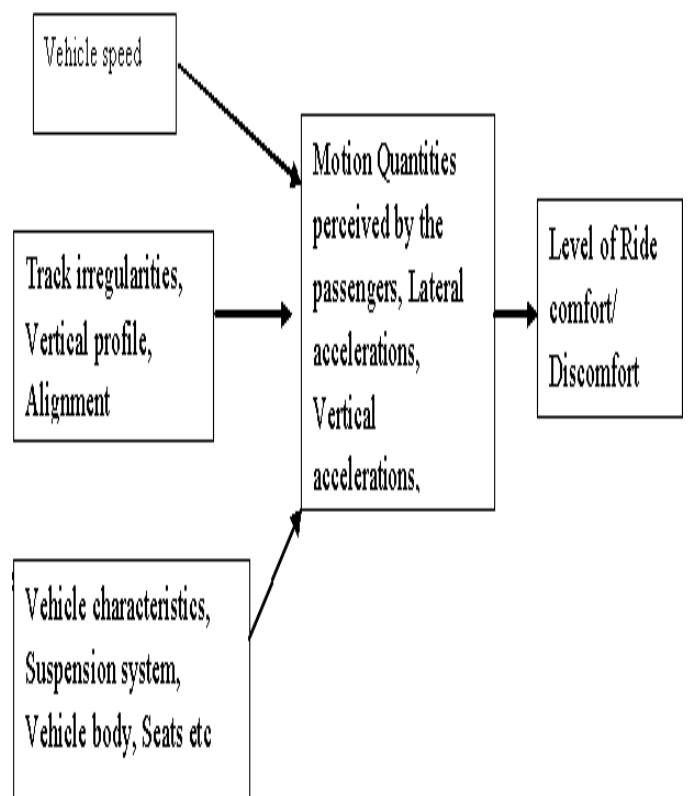 Vehicle speed
Track irregularities,
Vertical profile,
Alignment
Vehicle characteristics,
Suspension system,
Vehicle body, Seats etc
Motion Quantities
perceived by the
passengers, Lateral
accelerations,
Vertical
accelerations,
Level of Ride
comfort/
Discomfort